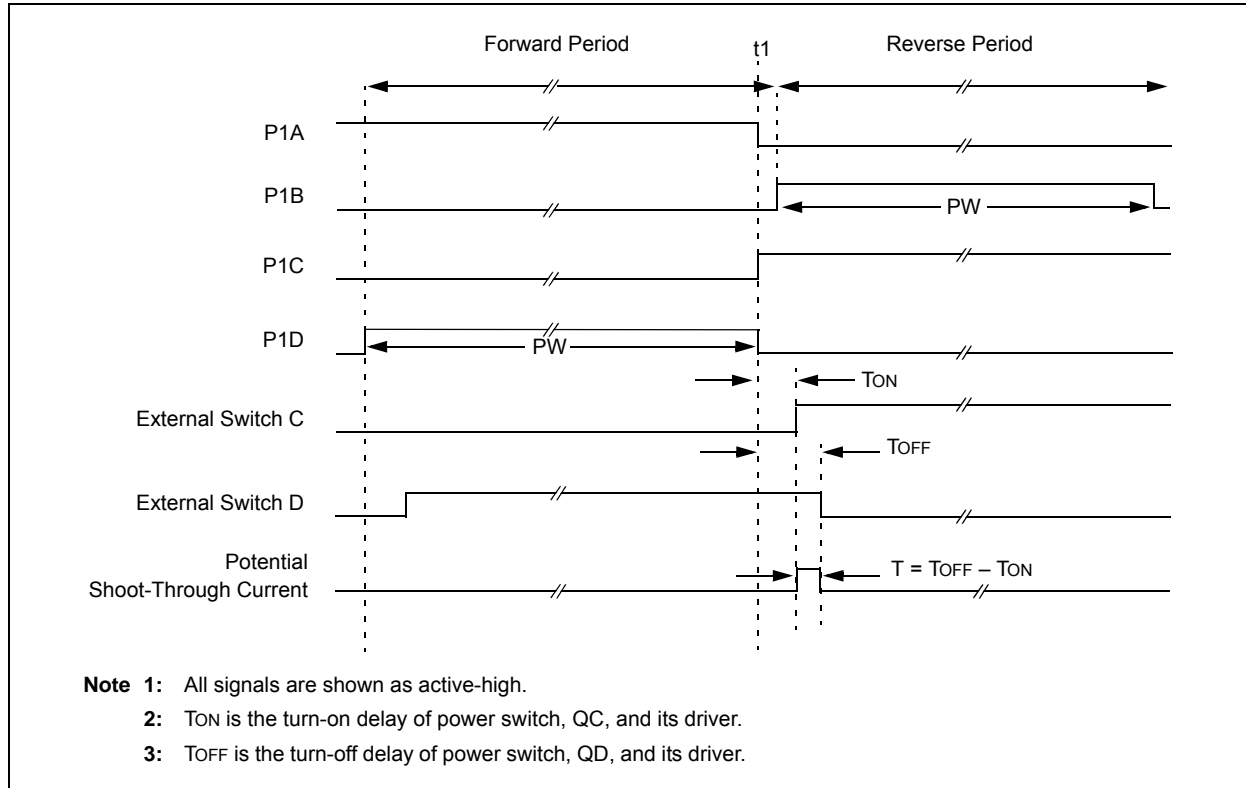 Forward Period
t1
Reverse Period
P1A
P1B
PW
P1C
P1D
PW
TON
External Switch C
TOFF
External Switch D
Potential
Shoot-Through Current
T = TOFF – TON
Note 1: All signals are shown as active-high.
2: TON is the turn-on delay of power switch, QC, and its driver.
3: TOFF is the turn-off delay of power switch, QD, and its driver.